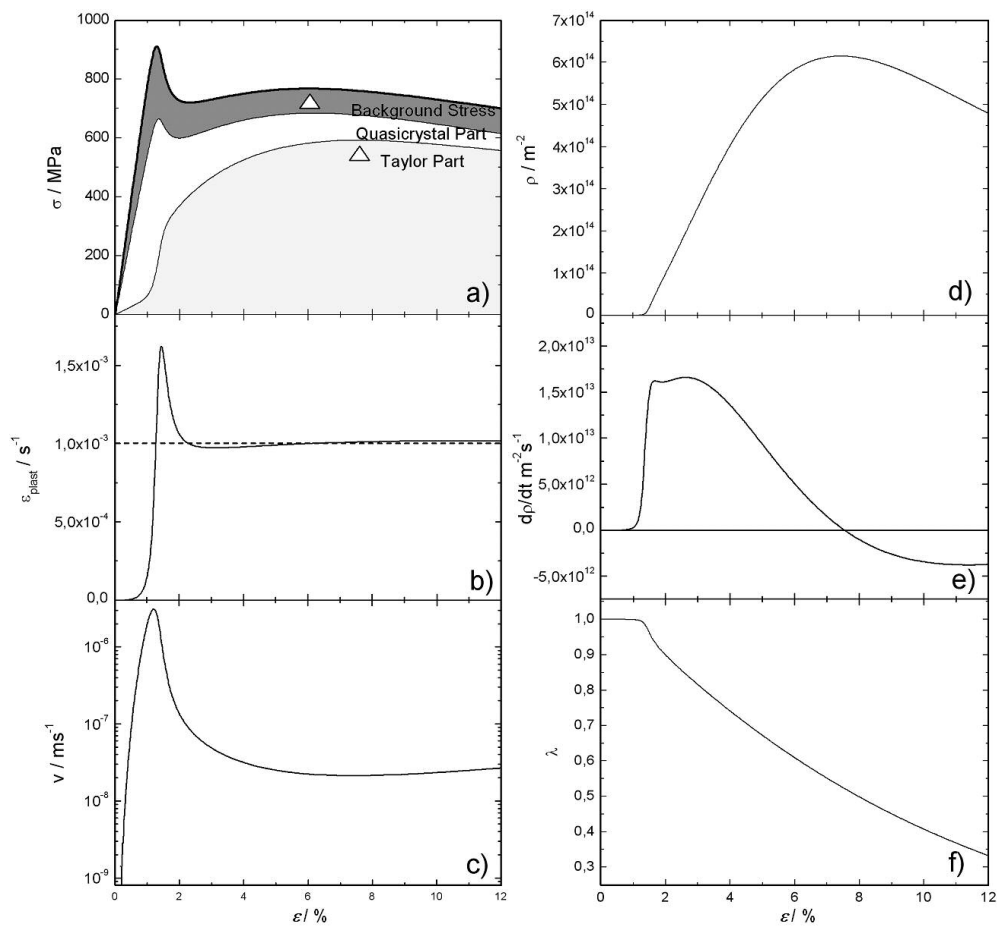 1000
800
600
400
200
0
σ / MPa
Background Stress
Quasicrystal Part
Taylor Part
a)
1,5x10⁻³
1,0x10⁻³
5,0x10⁻⁴
0,0
ε_plast / s⁻¹
b)
10⁻⁶
10⁻⁷
10⁻⁸
10⁻⁹
v / ms⁻¹
c)
0 2 4 6 8 10 12
ε / %
7x10¹⁴
6x10¹⁴
5x10¹⁴
4x10¹⁴
3x10¹⁴
2x10¹⁴
1x10¹⁴
0
ρ / m⁻²
d)
2,0x10¹³
1,5x10¹³
1,0x10¹³
5,0x10¹²
0,0
-5,0x10¹²
dρ/dt m⁻²s⁻¹
e)
1,0
0,9
0,8
0,7
0,6
0,5
0,4
0,3
λ
f)
0 2 4 6 8 10 12
ε / %